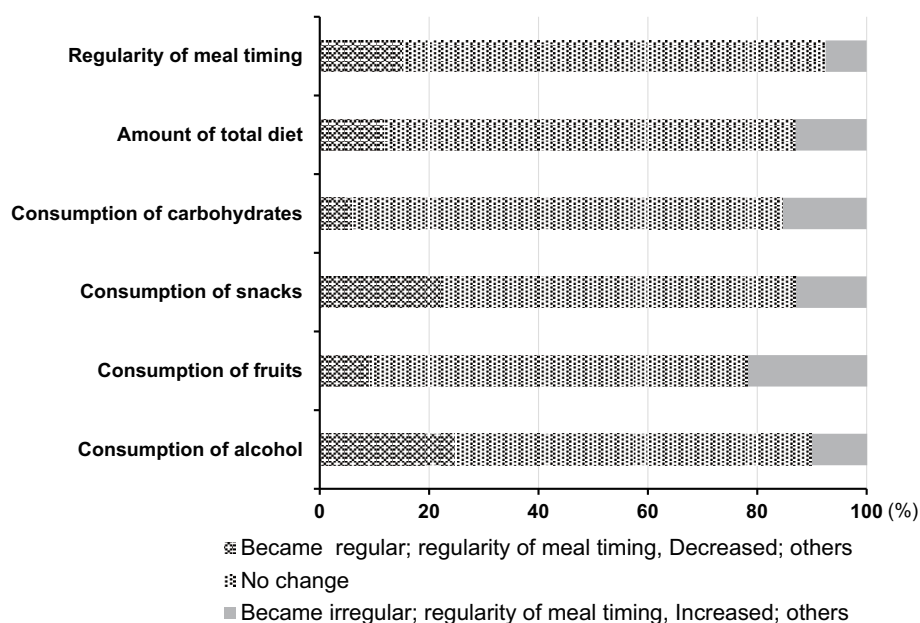 Regularity of meal timing
Amount of total diet
Consumption of carbohydrates
Consumption of snacks
Consumption of fruits
Consumption of alcohol
0 20 40 60 80 100 (%)
Became regular; regularity of meal timing, Decreased; others
No change
Became irregular; regularity of meal timing, Increased; others